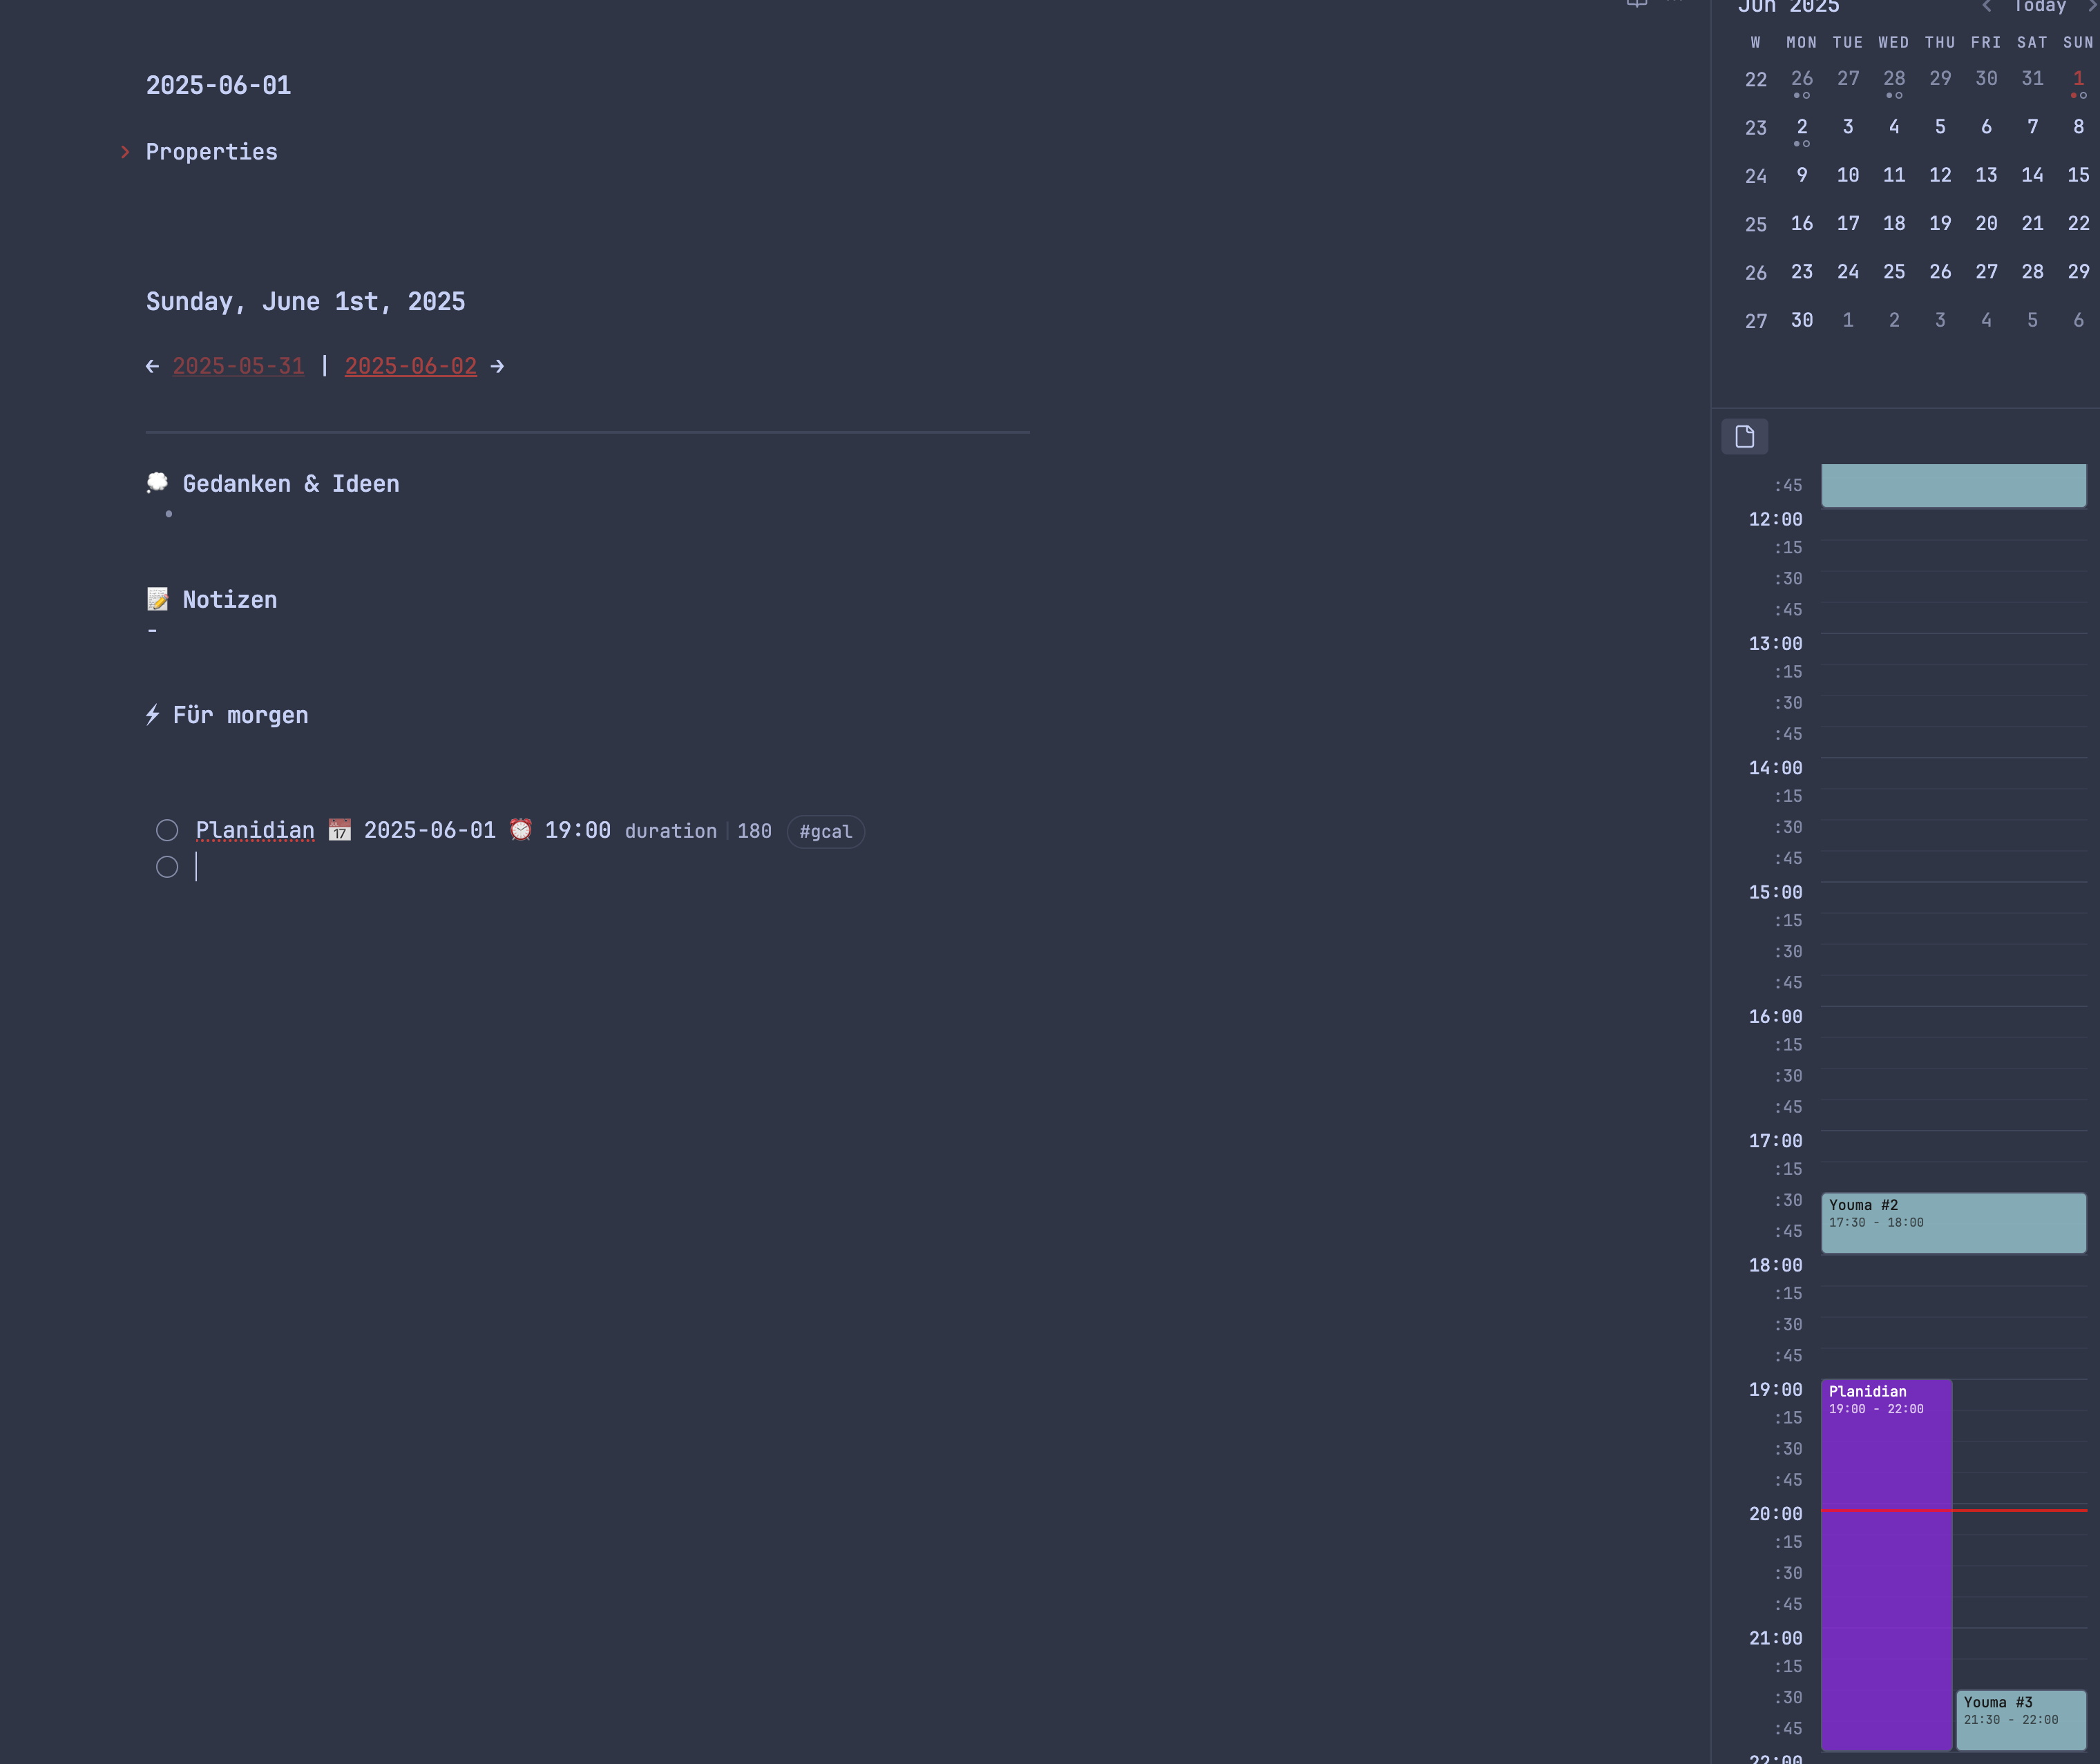 2025-06-01
Properties
Sunday, June 1st, 2025
← 2025-05-31 | 2025-06-02 →
💭 Gedanken & Ideen
📝 Notizen
-
⚡ Für morgen
Planidian 📅 2025-06-01 ⏰ 19:00 duration 180 #gcal
Jun 2025 < Today >
W MON TUE WED THU FRI SAT SUN
22 26 27 28 29 30 31 1
23 2 3 4 5 6 7 8
24 9 10 11 12 13 14 15
25 16 17 18 19 20 21 22
26 23 24 25 26 27 28 29
27 30 1 2 3 4 5 6
:45
12:00
:15
:30
:45
13:00
:15
:30
:45
14:00
:15
:30
:45
15:00
:15
:30
:45
16:00
:15
:30
:45
17:00
:15
:30
Youma #2
17:30 - 18:00
:45
18:00
:15
:30
:45
19:00
Planidian
19:00 - 22:00
:15
:30
:45
20:00
:15
:30
:45
21:00
:15
:30
Youma #3
21:30 - 22:00
:45
22:00